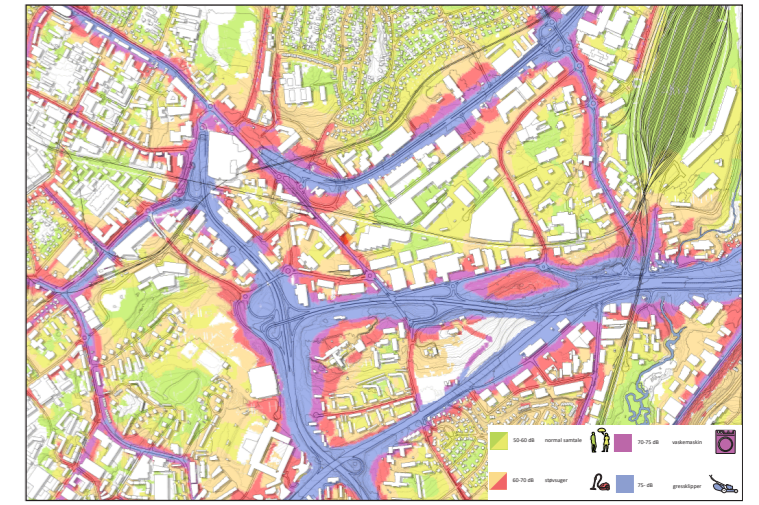 50-60 dB normal samtale
70-75 dB vaskemaskin
60-70 dB støvsuger
75- dB gressklipper